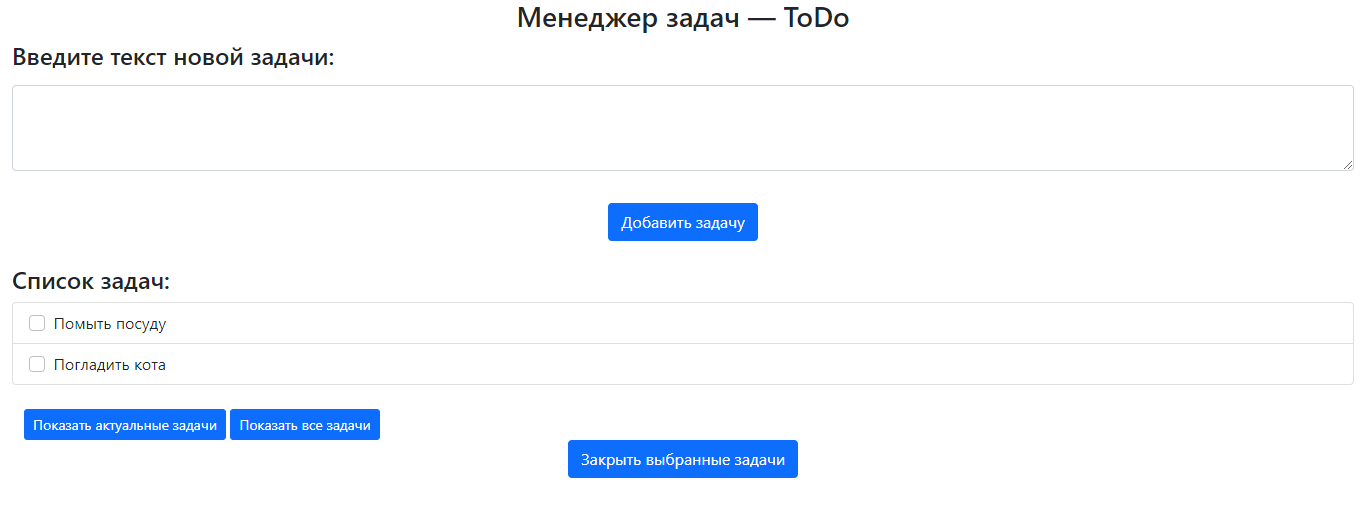 Менеджер задач — ToDo
Введите текст новой задачи:
Добавить задачу
Список задач:
Помыть посуду
Погладить кота
Показать актуальные задачи Показать все задачи
Закрыть выбранные задачи